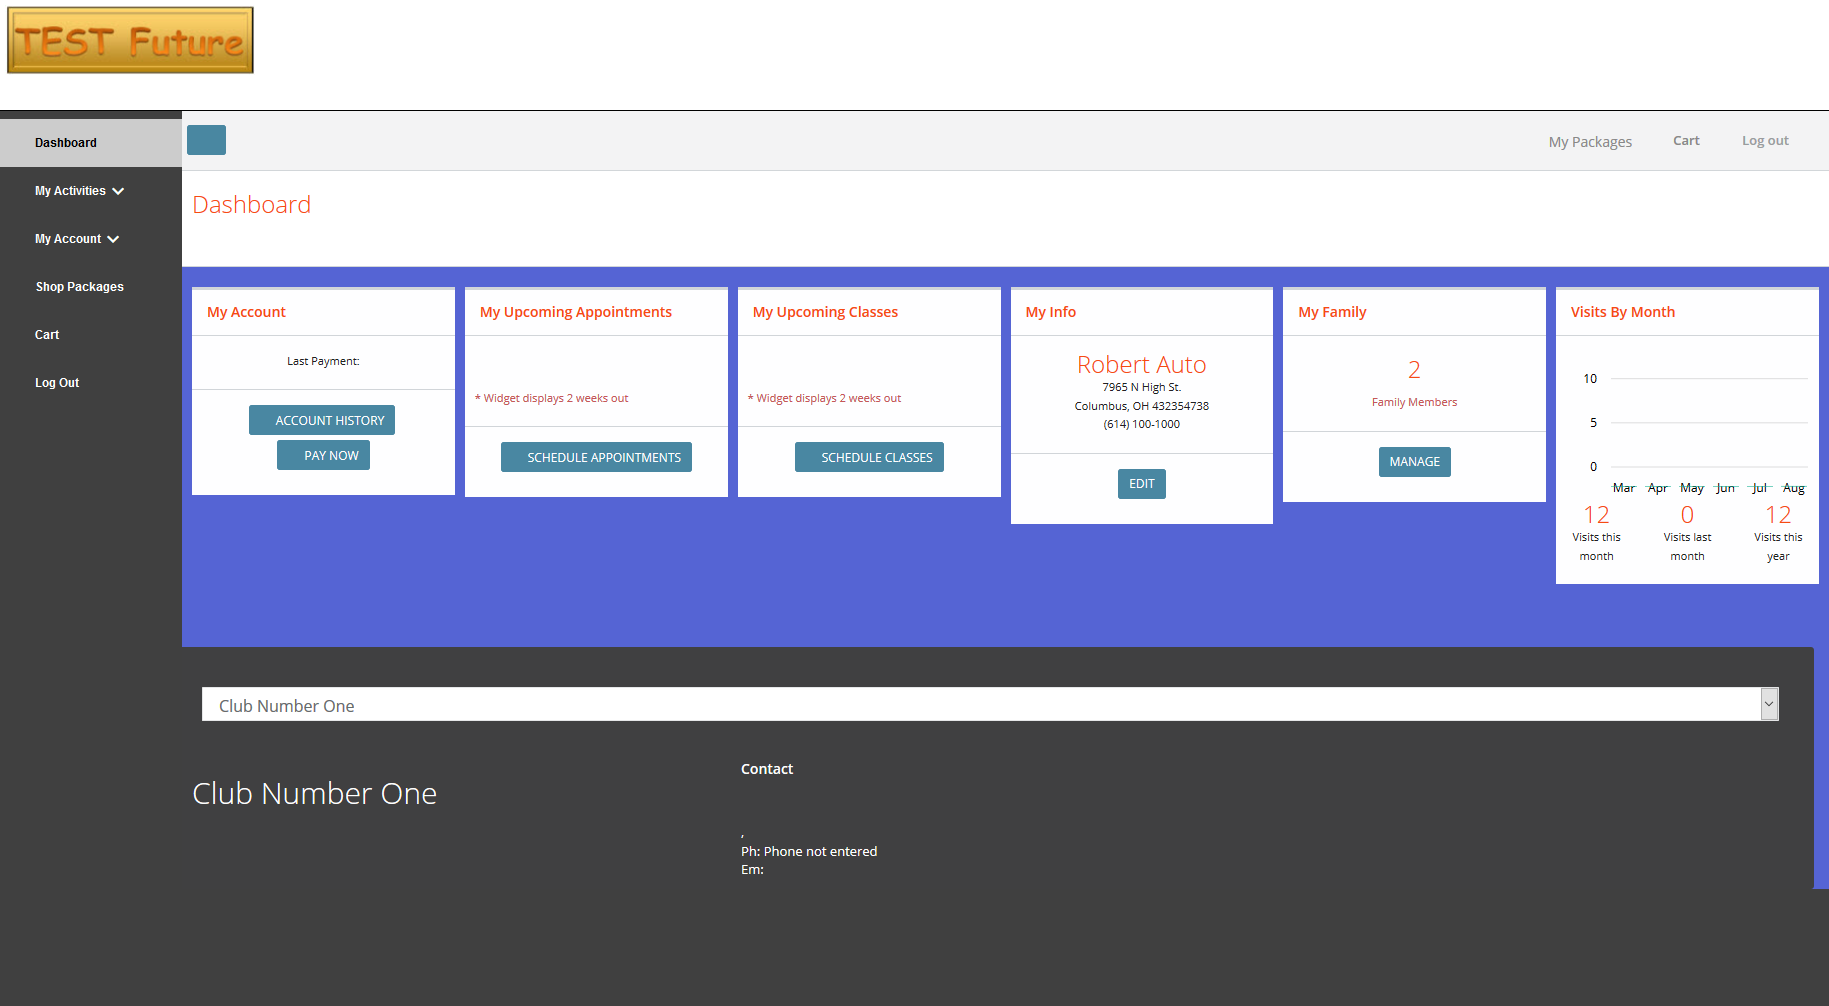 TEST Future
Dashboard
My Activities
My Account
Shop Packages
Cart
Log Out
My Packages
Cart
Log out
Dashboard
My Account
Last Payment:
ACCOUNT HISTORY
PAY NOW
My Upcoming Appointments
* Widget displays 2 weeks out
SCHEDULE APPOINTMENTS
My Upcoming Classes
* Widget displays 2 weeks out
SCHEDULE CLASSES
My Info
Robert Auto
7965 N High St.
Columbus, OH 432354738
(614) 100-1000
EDIT
My Family
2
Family Members
MANAGE
Visits By Month
10
5
0
Mar Apr May Jun Jul Aug
12
Visits this
month
0
Visits last
month
12
Visits this
year
Club Number One
Club Number One
Contact
,
Ph: Phone not entered
Em: